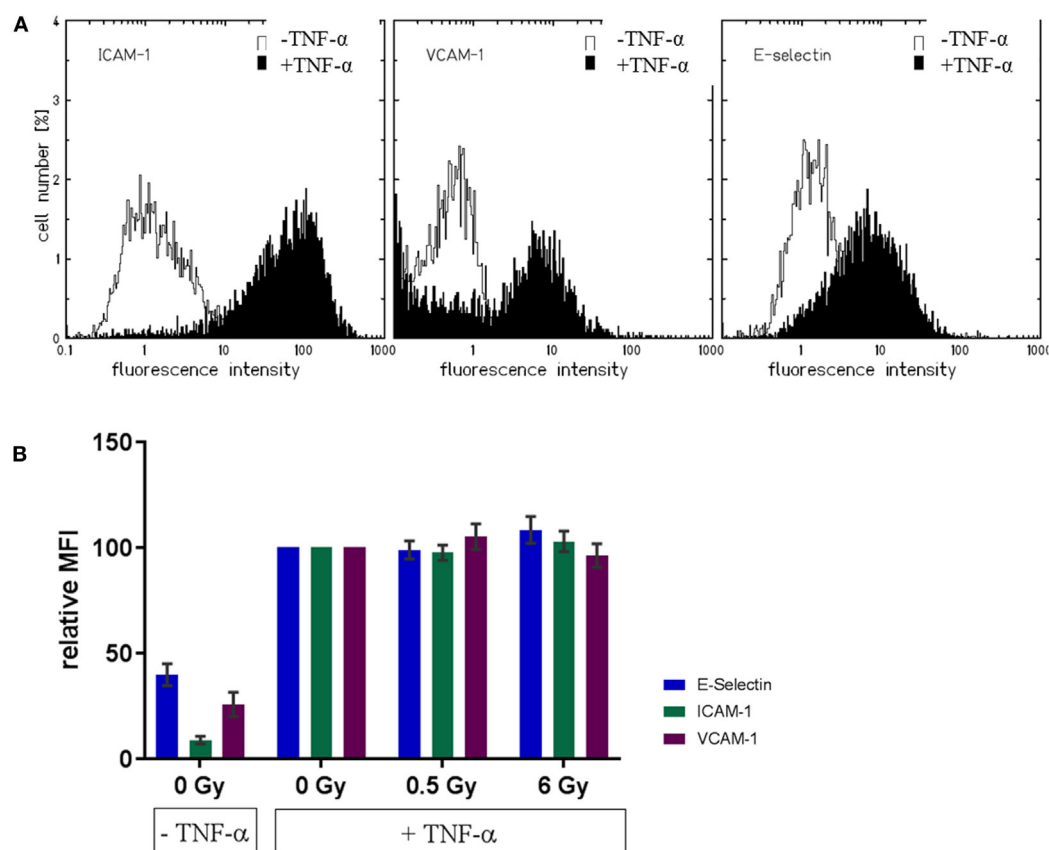 A
ICAM-1
-TNF-α
+TNF-α
VCAM-1
-TNF-α
+TNF-α
E-selectin
-TNF-α
+TNF-α
cell number [%]
4
3
2
1
0
0.1 1 10 100 1000
1 10 100 1000
1 10 100 1000
fluorescence intensity
fluorescence intensity
fluorescence intensity
B
relative MFI
150
100
50
0
0 Gy 0 Gy 0.5 Gy 6 Gy
- TNF-α
+ TNF-α
E-Selectin
ICAM-1
VCAM-1